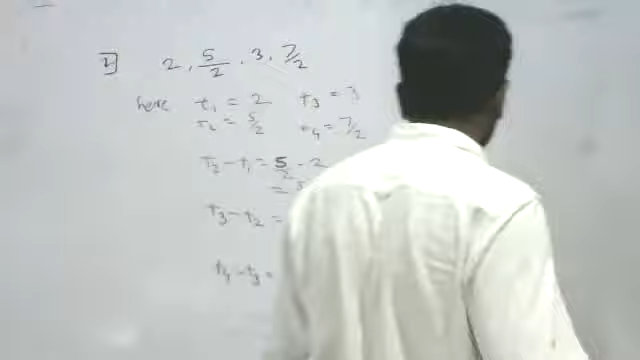 2] 2, 5/2, 3, 7/2
here t₁ = 2 t₃ = 3
t₂ = 5/2 t₄ = 7/2
t₂ - t₁ = 5/2 - 2
=
t₃ - t₂ =
t₄ - t₃ =